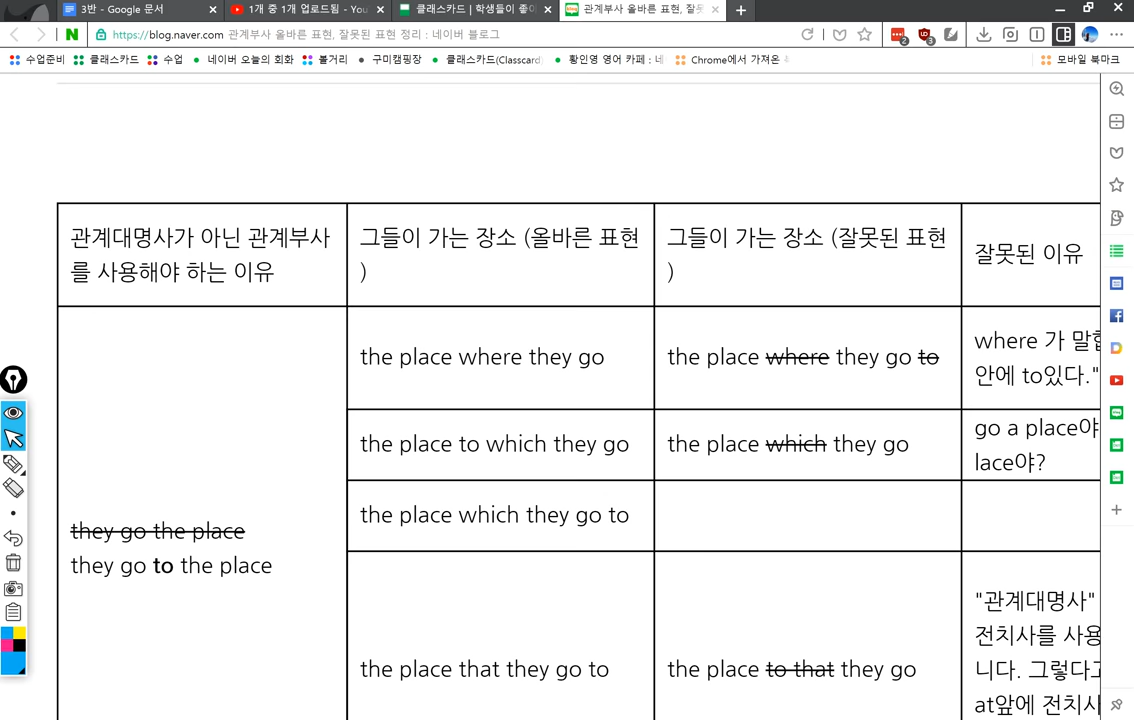 3반 - Google 문서
1개 중 1개 업로드됨 - You
클래스카드 | 학생들이 좋아
관계부사 올바른 표현, 잘못
N
https://blog.naver.com 관계부사 올바른 표현, 잘못된 표현 정리 : 네이버 블로그
2
3
수업준비
클래스카드
수업
네이버 오늘의 회화
볼거리
구미캠핑장
클래스카드(Classcard)
황인영 영어 카페 : 네
Chrome에서 가져온
모바일 북마크
관계대명사가 아닌 관계부사
를 사용해야 하는 이유
그들이 가는 장소 (올바른 표현
)
그들이 가는 장소 (잘못된 표현
)
잘못된 이유
they go the place
they go to the place
the place where they go
the place where they go to
where 가 말합
안에 to있다."
the place to which they go
the place which they go
go a place야
lace야?
the place which they go to
the place that they go to
the place to that they go
"관계대명사"
전치사를 사용
니다. 그렇다고
at앞에 전치사